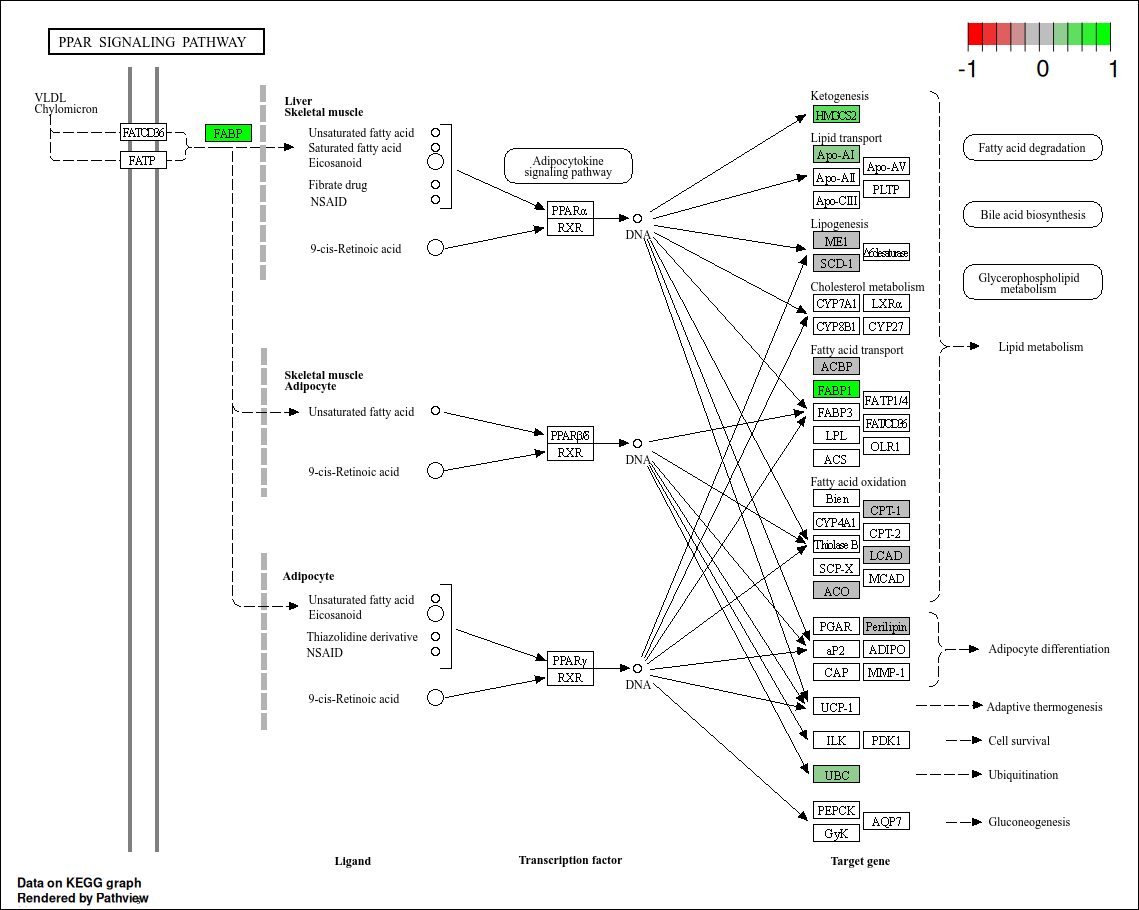 PPAR SIGNALING PATHWAY
-1 0 1
VLDL
Chylomicron
FAT/CD36
FATP
FABP
Liver
Skeletal muscle
Unsaturated fatty acid
Saturated fatty acid
Eicosanoid
Fibrate drug
NSAID
9-cis-Retinoic acid
Adipocytokine
signaling pathway
PPARα
RXR
DNA
Skeletal muscle
Adipocyte
Unsaturated fatty acid
9-cis-Retinoic acid
PPARβ/δ
RXR
DNA
Adipocyte
Unsaturated fatty acid
Eicosanoid
Thiazolidine derivative
NSAID
9-cis-Retinoic acid
PPARγ
RXR
DNA
Ketogenesis
HMGCS2
Lipid transport
Apo-AI
Apo-AV
Apo-AII
PLTP
Apo-CIII
Lipogenesis
ME1
SCD-1
Cholesterol metabolism
CYP7A1 LXRα
CYP8B1 CYP27
Fatty acid transport
ACBP
FABP1
FATP1/4
FABP3
FAT/CD36
LPL
OLR1
ACS
Fatty acid oxidation
Bien
CPT-1
CYP4A1
CPT-2
Thiolase B
LCAD
SCP-X
MCAD
ACO
PGAR Perilipin
aP2 ADIPO
CAP MMP-1
UCP-1
ILK PDK1
UBC
PEPCK
AQP7
GyK
Fatty acid degradation
Bile acid biosynthesis
Glycerophospholipid
metabolism
Lipid metabolism
Adipocyte differentiation
Adaptive thermogenesis
Cell survival
Ubiquitination
Gluconeogenesis
Ligand
Transcription factor
Target gene
Data on KEGG graph
Rendered by Pathview